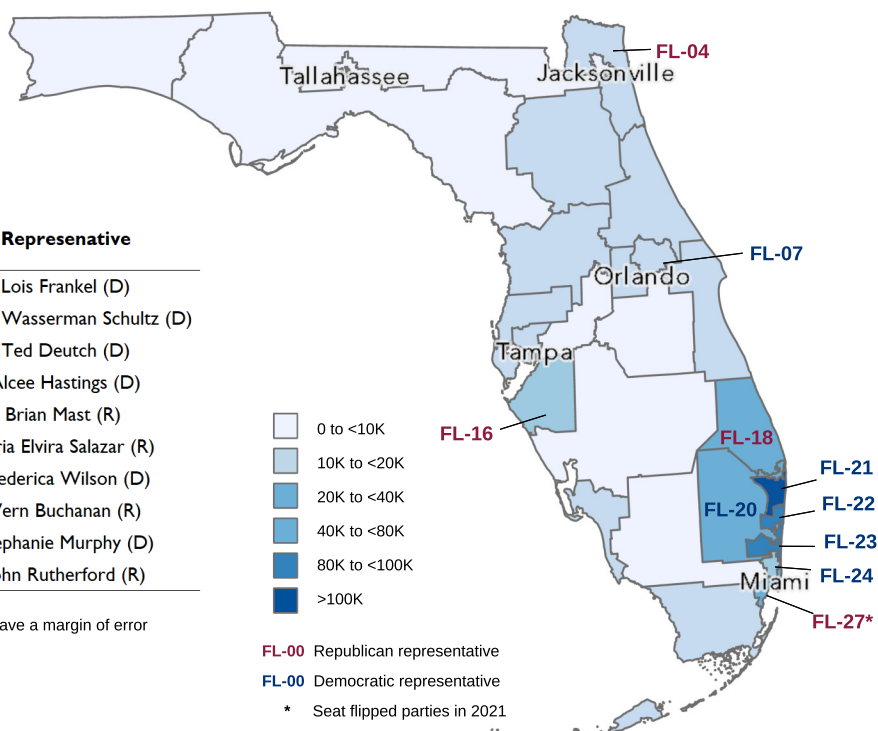 FL-04
Tallahassee
Jacksonville
Represenative
FL-07
Lois Frankel (D)
Orlando
Wasserman Schultz (D)
Ted Deutch (D)
Tampa
Hastings (D)
Brian Mast (R)
0 to <10K
FL-16
FL-18
Elvira Salazar (R)
10K to <20K
FL-21
Wilson (D)
20K to <40K
FL-20
FL-22
Buchanan (R)
40K to <80K
FL-23
Murphy (D)
80K to <100K
FL-24
Rutherford (R)
Miami
>100K
FL-27*
a margin of error
FL-00 Republican representative
FL-00 Democratic representative
* Seat flipped parties in 2021